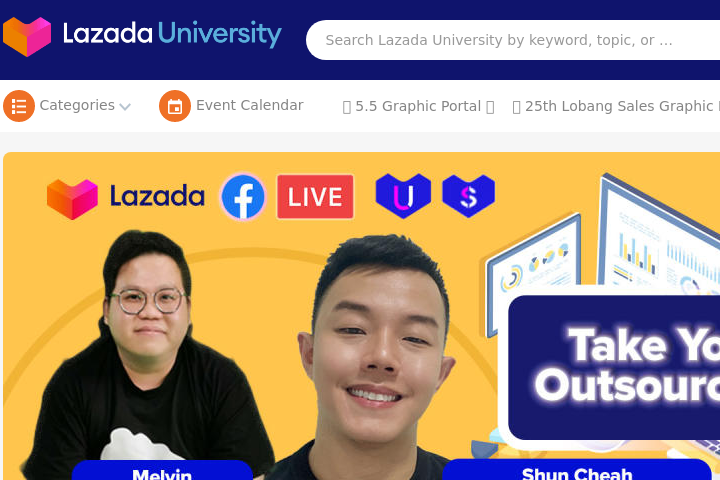 Lazada University
Search Lazada University by keyword, topic, or ...
Categories
Event Calendar
5.5 Graphic Portal
25th Lobang Sales Graphic
Lazada
LIVE
U
S
Take Yo
Outsourc
Melvin
Shun Cheah